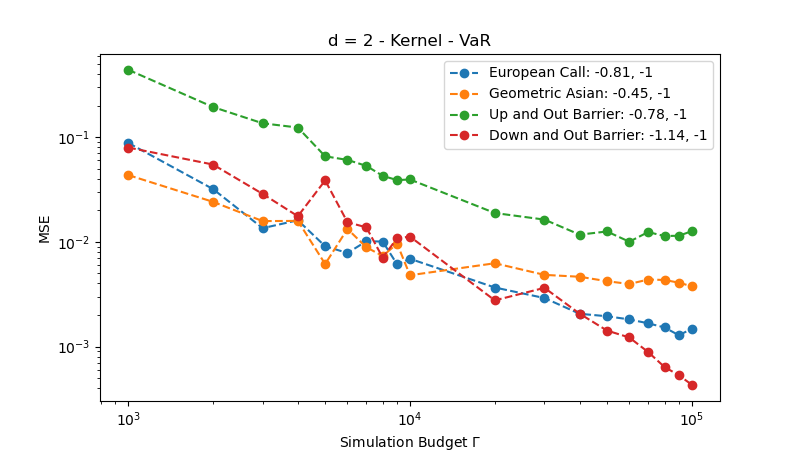 d = 2 - Kernel - VaR
European Call: -0.81, -1
Geometric Asian: -0.45, -1
Up and Out Barrier: -0.78, -1
Down and Out Barrier: -1.14, -1
MSE
10⁻¹
10⁻²
10⁻³
10³
10⁴
10⁵
Simulation Budget Γ